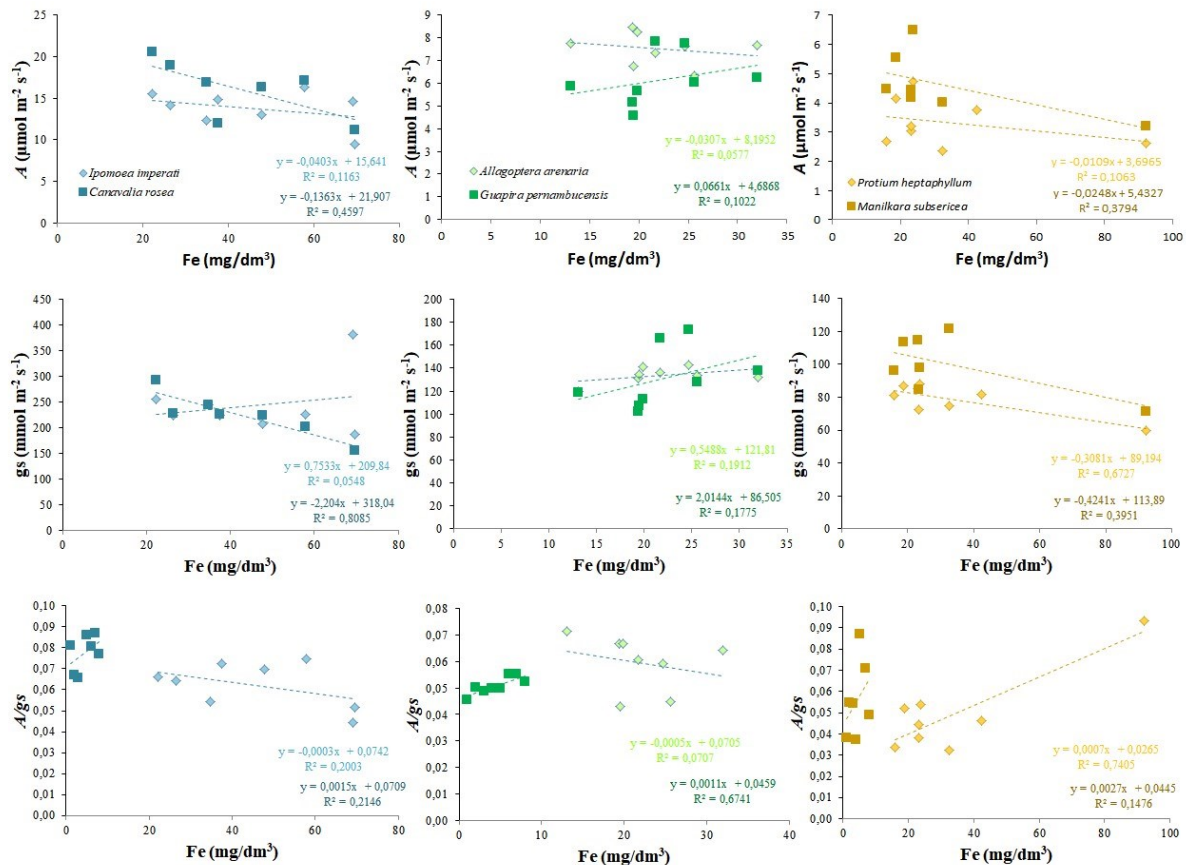 A (µmol m⁻² s⁻¹)
25
20
15
10
5
0
y = -0,0403x + 15,641
R² = 0,1163
Ipomoea imperati
Canavalia rosea
y = -0,1363x + 21,907
R² = 0,4597
0 20 40 60 80
Fe (mg/dm³)
A (µmol m⁻² s⁻¹)
9
8
7
6
5
4
3
2
1
0
y = -0,0307x + 8,1952
R² = 0,0577
Allagoptera arenaria
Guapira pernambucensis
y = 0,0661x + 4,6868
R² = 0,1022
0 5 10 15 20 25 30 35
Fe (mg/dm³)
A (µmol m⁻² s⁻¹)
7
6
5
4
3
2
1
0
y = -0,0109x + 3,6965
R² = 0,1063
Protium heptaphyllum
Manilkara subsericea
y = -0,0248x + 5,4327
R² = 0,3794
0 20 40 60 80 100
Fe (mg/dm³)
gs (mmol m⁻² s⁻¹)
450
400
350
300
250
200
150
100
50
0
y = 0,7533x + 209,84
R² = 0,0548
y = -2,204x + 318,04
R² = 0,8085
0 20 40 60 80
Fe (mg/dm³)
gs (mmol m⁻² s⁻¹)
200
180
160
140
120
100
80
60
40
20
0
y = 0,5488x + 121,81
R² = 0,1912
y = 2,0144x + 86,505
R² = 0,1775
0 5 10 15 20 25 30 35
Fe (mg/dm³)
gs (mmol m⁻² s⁻¹)
140
120
100
80
60
40
20
0
y = -0,3081x + 89,194
R² = 0,6727
y = -0,4241x + 113,89
R² = 0,3951
0 20 40 60 80 100
Fe (mg/dm³)
A/gs
0,10
0,09
0,08
0,07
0,06
0,05
0,04
0,03
0,02
0,01
0,00
y = -0,0003x + 0,0742
R² = 0,2003
y = 0,0015x + 0,0709
R² = 0,2146
0 20 40 60 80
Fe (mg/dm³)
A/gs
0,08
0,07
0,06
0,05
0,04
0,03
0,02
0,01
0,00
y = -0,0005x + 0,0705
R² = 0,0707
y = 0,0011x + 0,0459
R² = 0,6741
0 10 20 30 40
Fe (mg/dm³)
A/gs
0,10
0,09
0,08
0,07
0,06
0,05
0,04
0,03
0,02
0,01
0,00
y = 0,0007x + 0,0265
R² = 0,7405
y = 0,0027x + 0,0445
R² = 0,1476
0 20 40 60 80 100
Fe (mg/dm³)